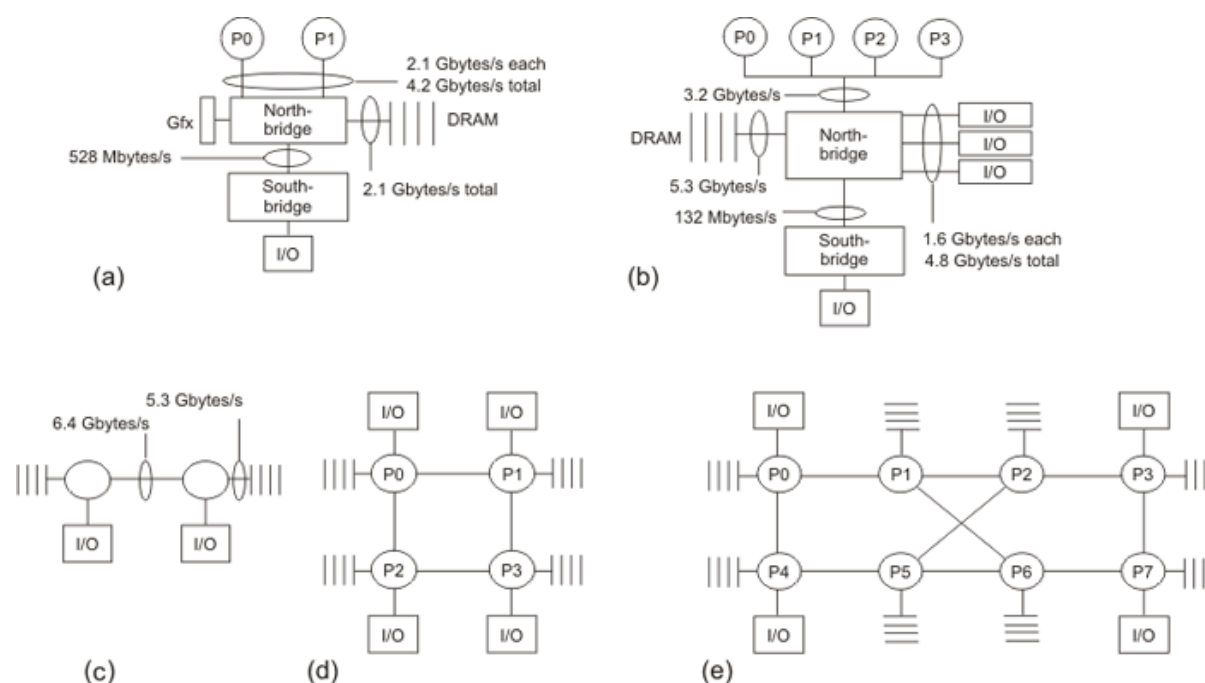 P0 P1
2.1 Gbytes/s each
4.2 Gbytes/s total
North-
bridge
Gfx
DRAM
528 Mbytes/s
2.1 Gbytes/s total
South-
bridge
I/O
(a)
P0 P1 P2 P3
3.2 Gbytes/s
DRAM
North-
bridge
I/O
I/O
I/O
5.3 Gbytes/s
132 Mbytes/s
1.6 Gbytes/s each
4.8 Gbytes/s total
South-
bridge
I/O
(b)
5.3 Gbytes/s
6.4 Gbytes/s
I/O I/O
(c)
I/O I/O
P0 P1
P2 P3
I/O I/O
(d)
I/O I/O
P0 P1 P2 P3
P4 P5 P6 P7
I/O I/O
(e)